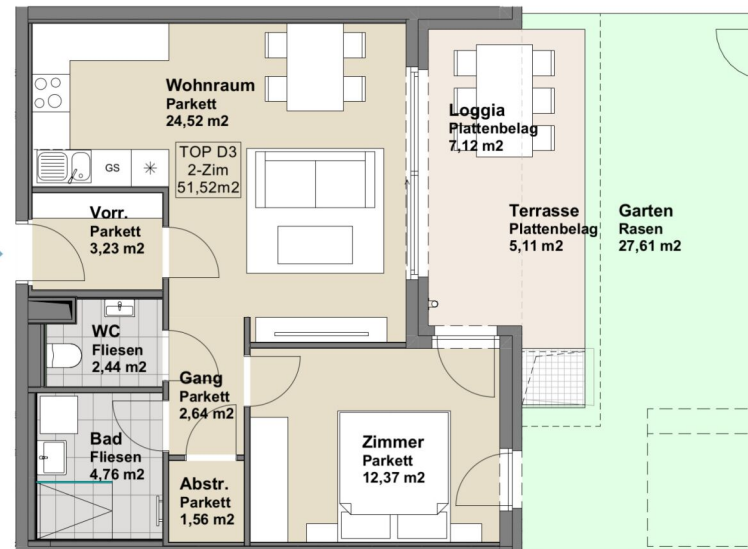 Wohnraum
Parkett
24,52 m2
TOP D3
2-Zim
51,52m2
GS
Loggia
Plattenbelag
7,12 m2
Vorr.
Parkett
3,23 m2
Terrasse
Plattenbelag
5,11 m2
Garten
Rasen
27,61 m2
WC
Fliesen
2,44 m2
Gang
Parkett
2,64 m2
Bad
Fliesen
4,76 m2
Zimmer
Parkett
12,37 m2
Abstr.
Parkett
1,56 m2